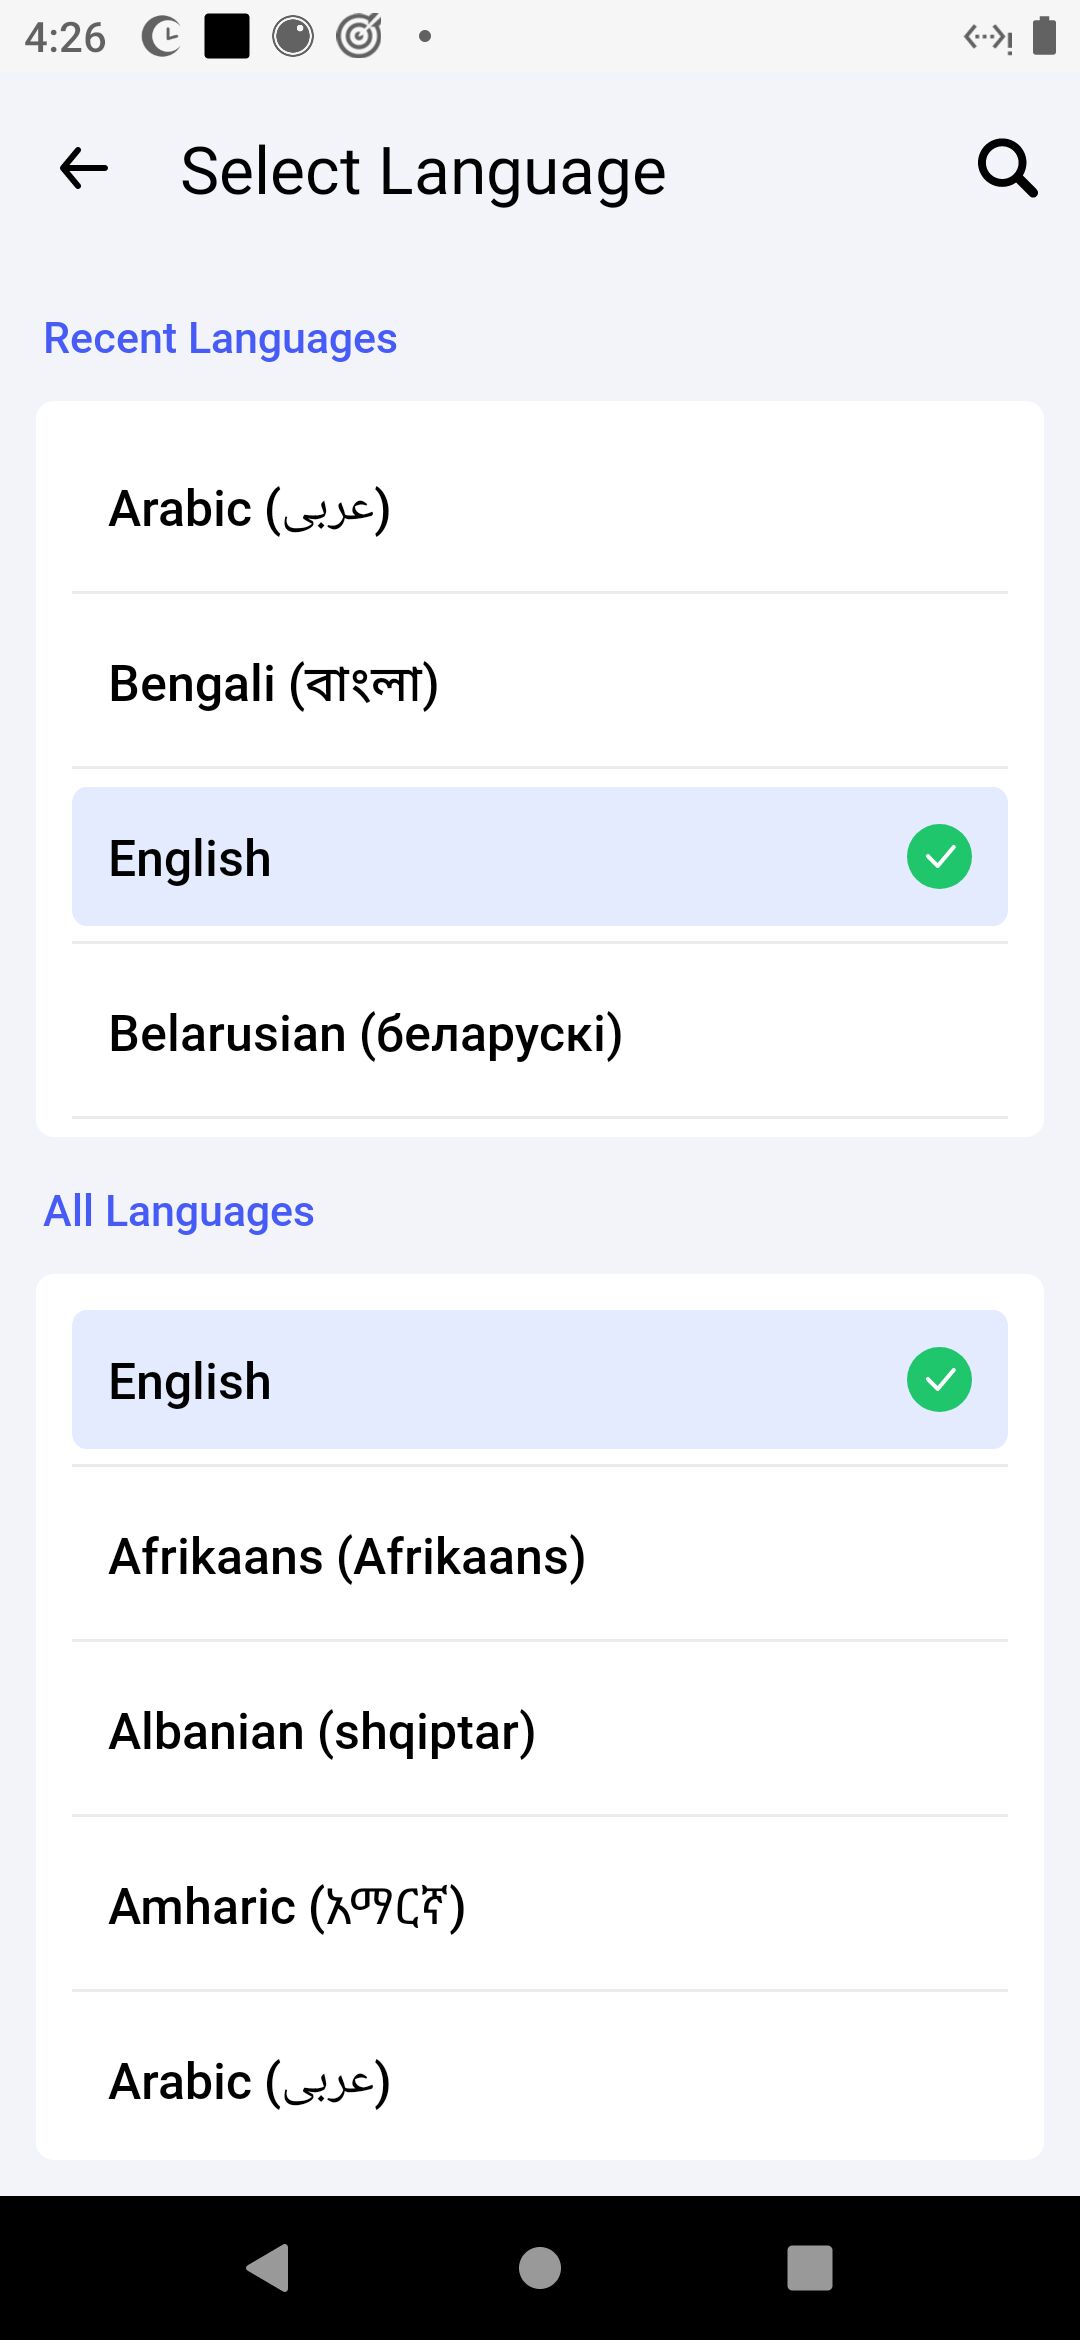 4:26
Select Language
Recent Languages
Arabic (عربى)
Bengali (বাংলা)
English
Belarusian (беларускі)
All Languages
English
Afrikaans (Afrikaans)
Albanian (shqiptar)
Amharic (አማርኛ)
Arabic (عربى)